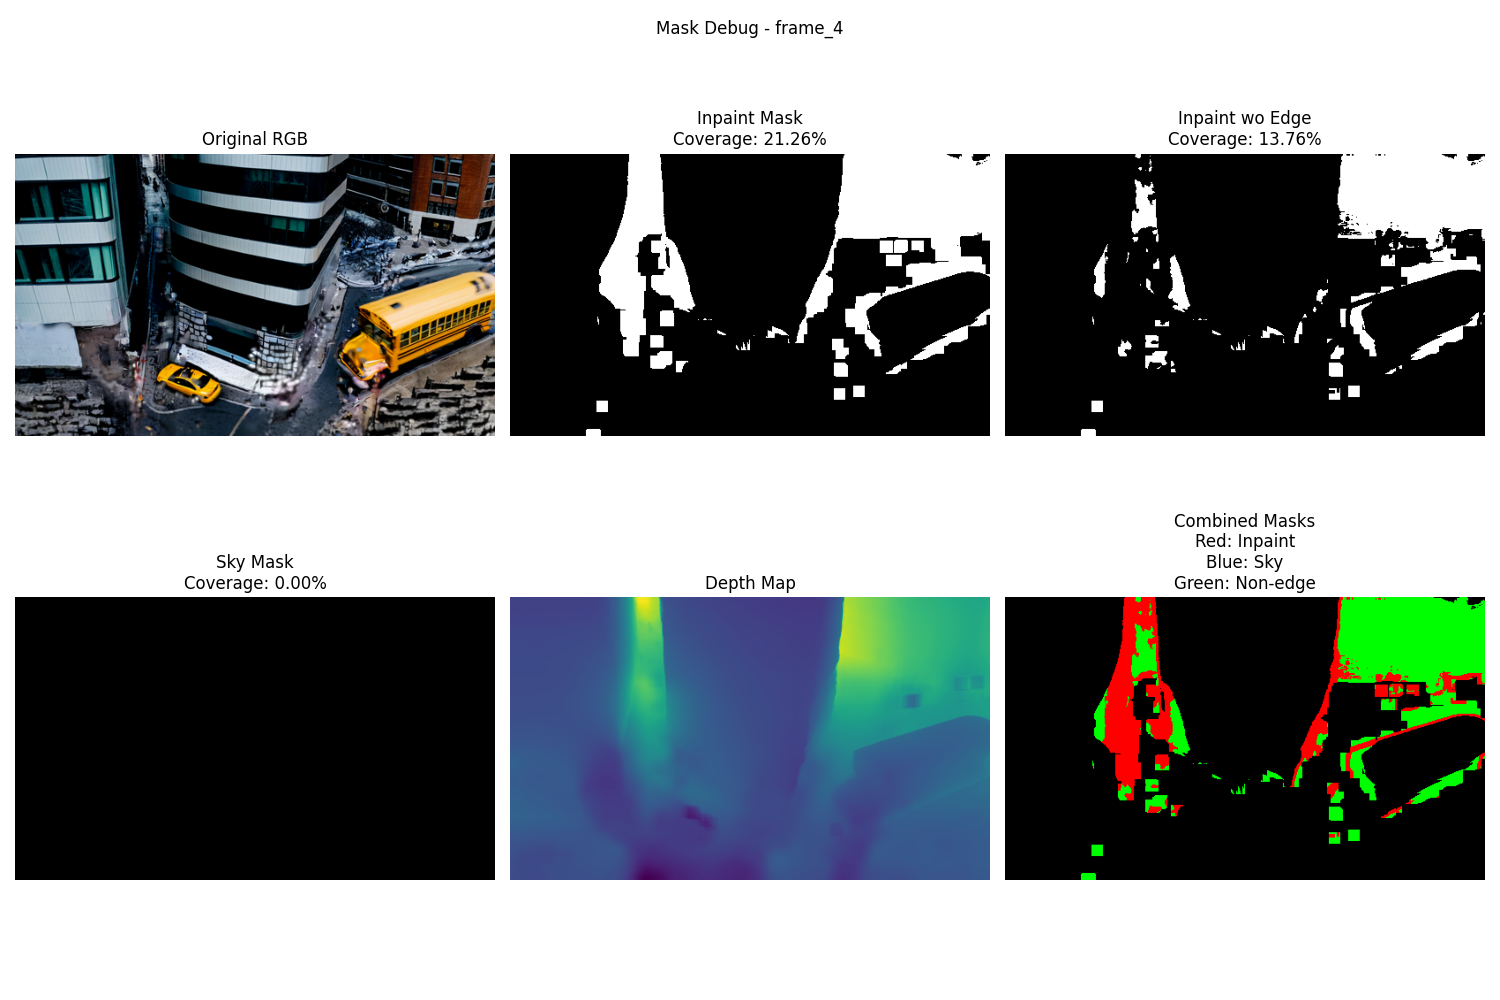 Mask Debug - frame_4
Original RGB
Inpaint Mask
Coverage: 21.26%
Inpaint wo Edge
Coverage: 13.76%
Sky Mask
Coverage: 0.00%
Depth Map
Combined Masks
Red: Inpaint
Blue: Sky
Green: Non-edge